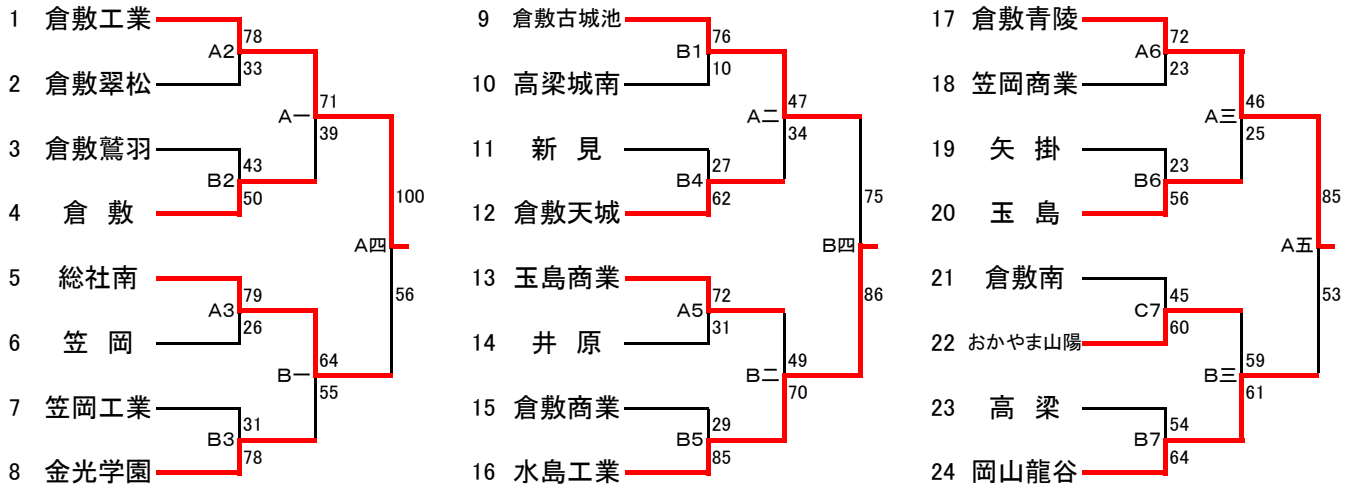 1 倉敷工業
78
A2
33
2 倉敷翠松
71
A一
39
3 倉敷鷲羽
43
B2
50
4 倉 敷
100
A四
56
5 総社南
79
A3
26
6 笠 岡
64
B一
55
7 笠岡工業
31
B3
78
8 金光学園
9 倉敷古城池
76
B1
10
10 高梁城南
47
A二
34
11 新 見
27
B4
62
12 倉敷天城
75
B四
86
13 玉島商業
72
A5
31
14 井 原
49
B二
70
15 倉敷商業
29
B5
85
16 水島工業
17 倉敷青陵
72
A6
23
18 笠岡商業
46
A三
25
19 矢 掛
23
B6
56
20 玉 島
85
A五
53
21 倉敷南
45
C7
60
22 おかやま山陽
59
B三
61
23 高 梁
54
B7
64
24 岡山龍谷